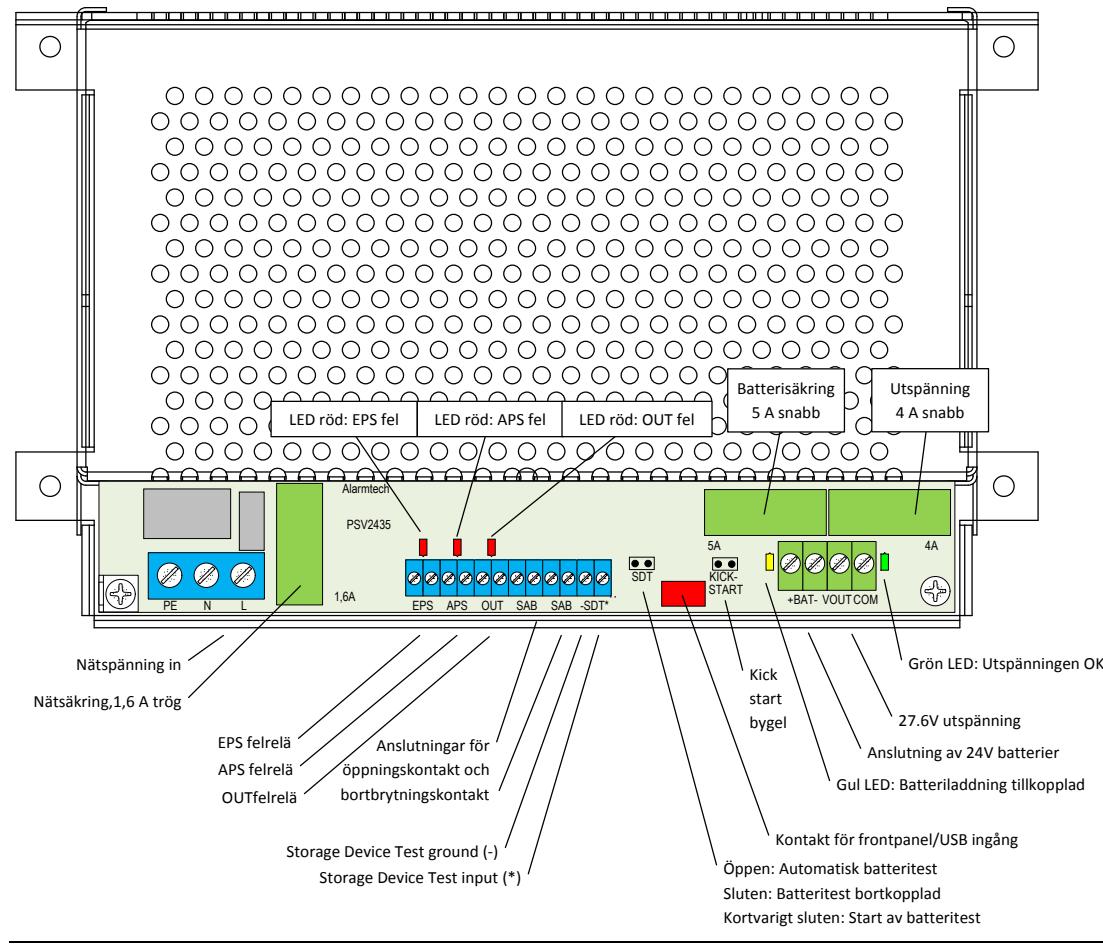 Batterisäkring
5 A snabb
Utspänning
4 A snabb
LED röd: EPS fel
LED röd: APS fel
LED röd: OUT fel
Alarmtech
PSV2435
1,6A
5A
4A
PE N L
EPS APS OUT SAB SAB -SDT*
SDT
KICK-
START
+BAT- VOUT COM
Nätspänning in
Nätsäkring,1,6 A trög
EPS felrelä
APS felrelä
OUTfelrelä
Anslutningar för
öppningskontakt och
bortbrytningskontakt
Storage Device Test ground (-)
Storage Device Test input (*)
Kick
start
bygel
Grön LED: Utspänningen OK
27.6V utspänning
Anslutning av 24V batterier
Gul LED: Batteriladdning tillkopplad
Kontakt för frontpanel/USB ingång
Öppen: Automatisk batteritest
Sluten: Batteritest bortkopplad
Kortvarigt sluten: Start av batteritest